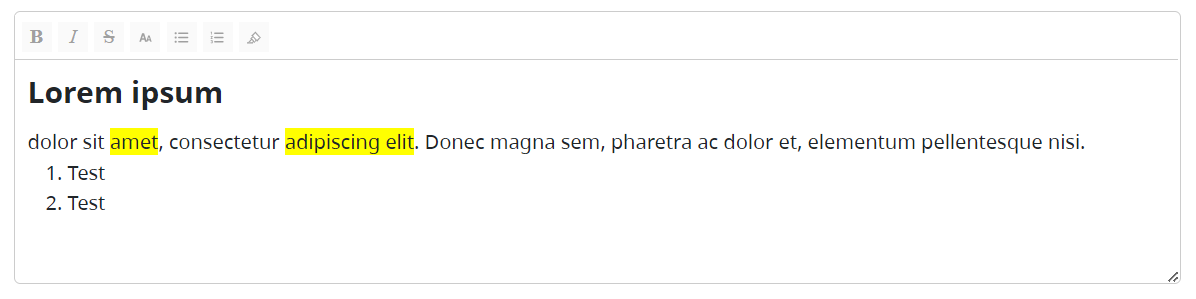 B I S AA
Lorem ipsum
dolor sit amet, consectetur adipiscing elit. Donec magna sem, pharetra ac dolor et, elementum pellentesque nisi.
1. Test
2. Test